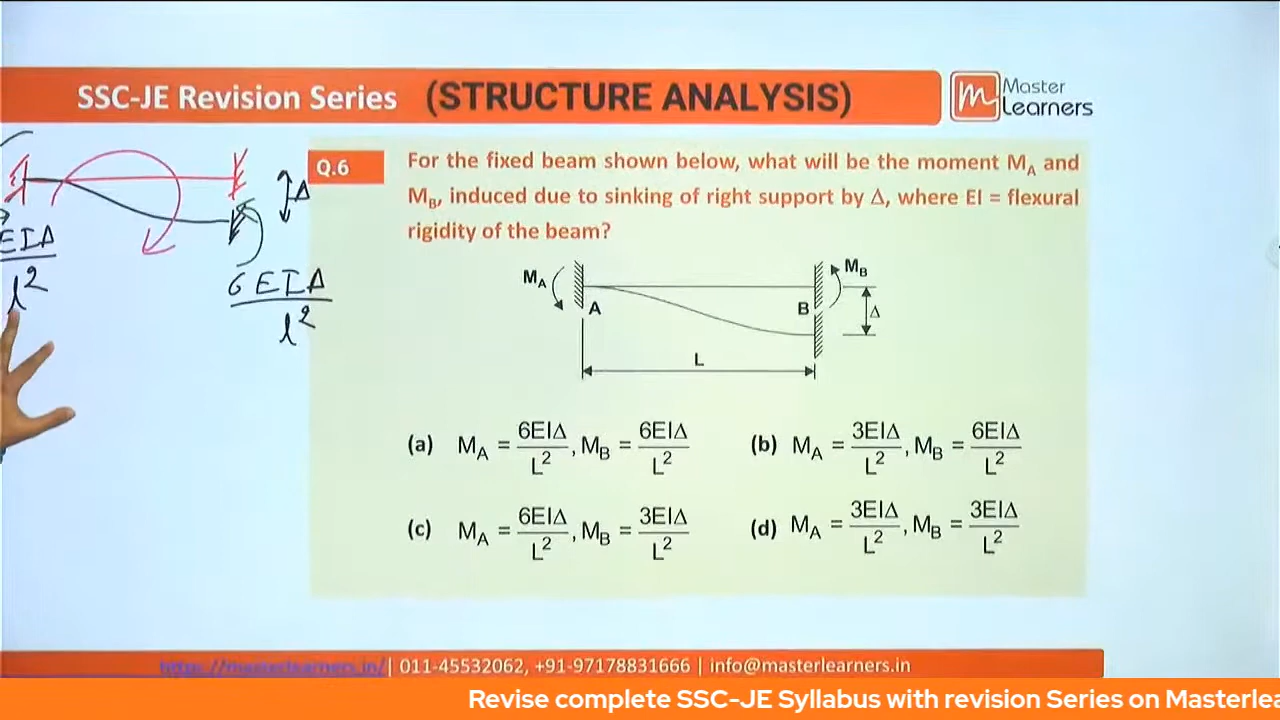 SSC-JE Revision Series (STRUCTURE ANALYSIS)
Master
Learners
Q.6
For the fixed beam shown below, what will be the moment M_A and
M_B, induced due to sinking of right support by Δ, where EI = flexural
rigidity of the beam?
Δ
EIΔ
l²
6EIΔ
l²
M_A
M_B
A
B
Δ
L
(a) M_A = 6EIΔ/L², M_B = 6EIΔ/L²
(b) M_A = 3EIΔ/L², M_B = 6EIΔ/L²
(c) M_A = 6EIΔ/L², M_B = 3EIΔ/L²
(d) M_A = 3EIΔ/L², M_B = 3EIΔ/L²
https://masterlearners.in/ | 011-45532062, +91-97178831666 | info@masterlearners.in
Revise complete SSC-JE Syllabus with revision Series on Masterlea